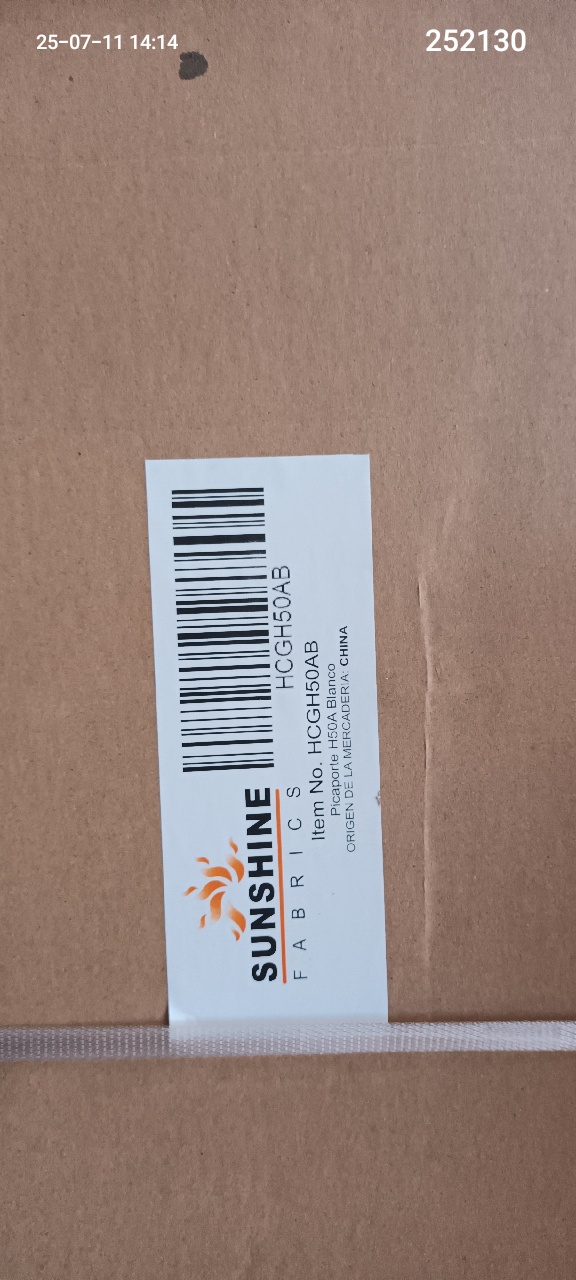 25-07-11 14:14
252130
HCGH50AB
SUNSHINE
FABRICS
Item No. HCGH50AB
Picaporte H50A Blanco
ORIGEN DE LA MERCADERIA: CHINA